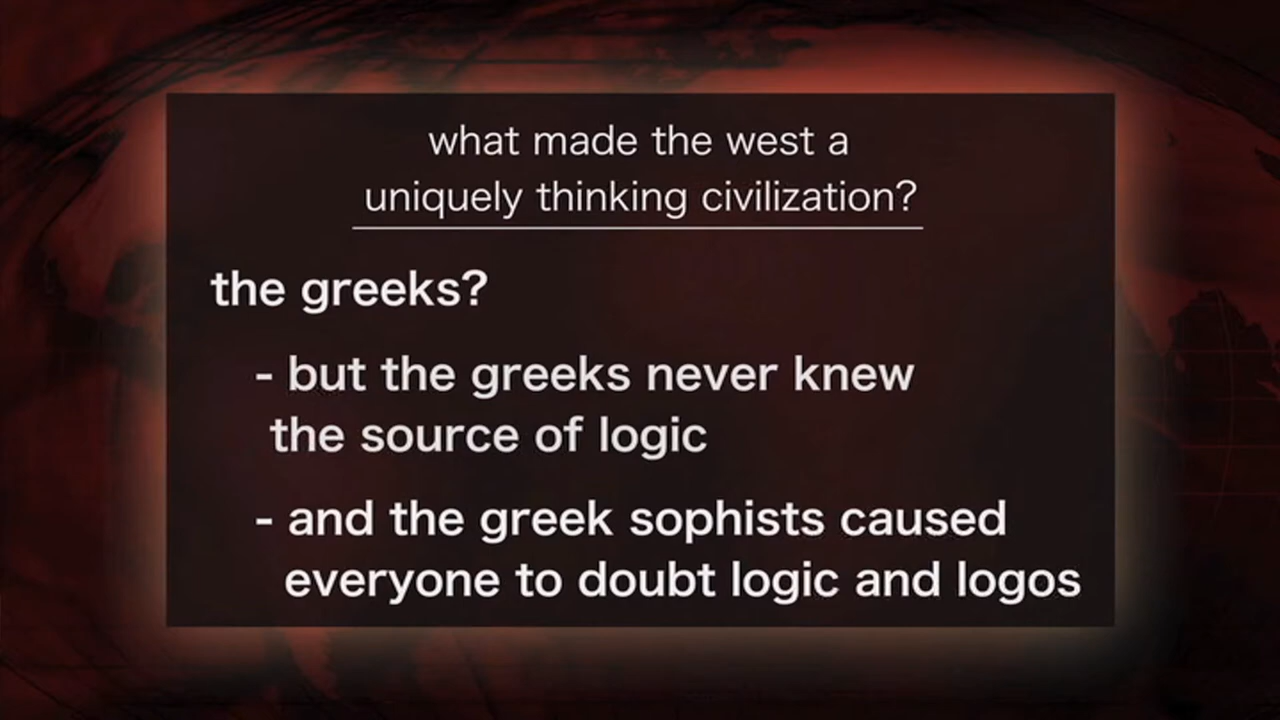 what made the west a
uniquely thinking civilization?
the greeks?
- but the greeks never knew
the source of logic
- and the greek sophists caused
everyone to doubt logic and logos